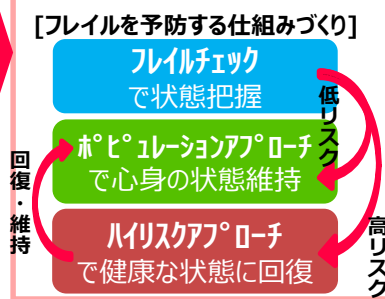 [フレイルを予防する仕組みづくり]
フレイルチェック
で状態把握
低リスク
ﾎﾟﾋﾟｭﾚｰｼｮﾝｱﾌﾟﾛｰﾁ
で心身の状態維持
回復・維持
ﾊｲﾘｽｸｱﾌﾟﾛｰﾁ
で健康な状態に回復
高リスク